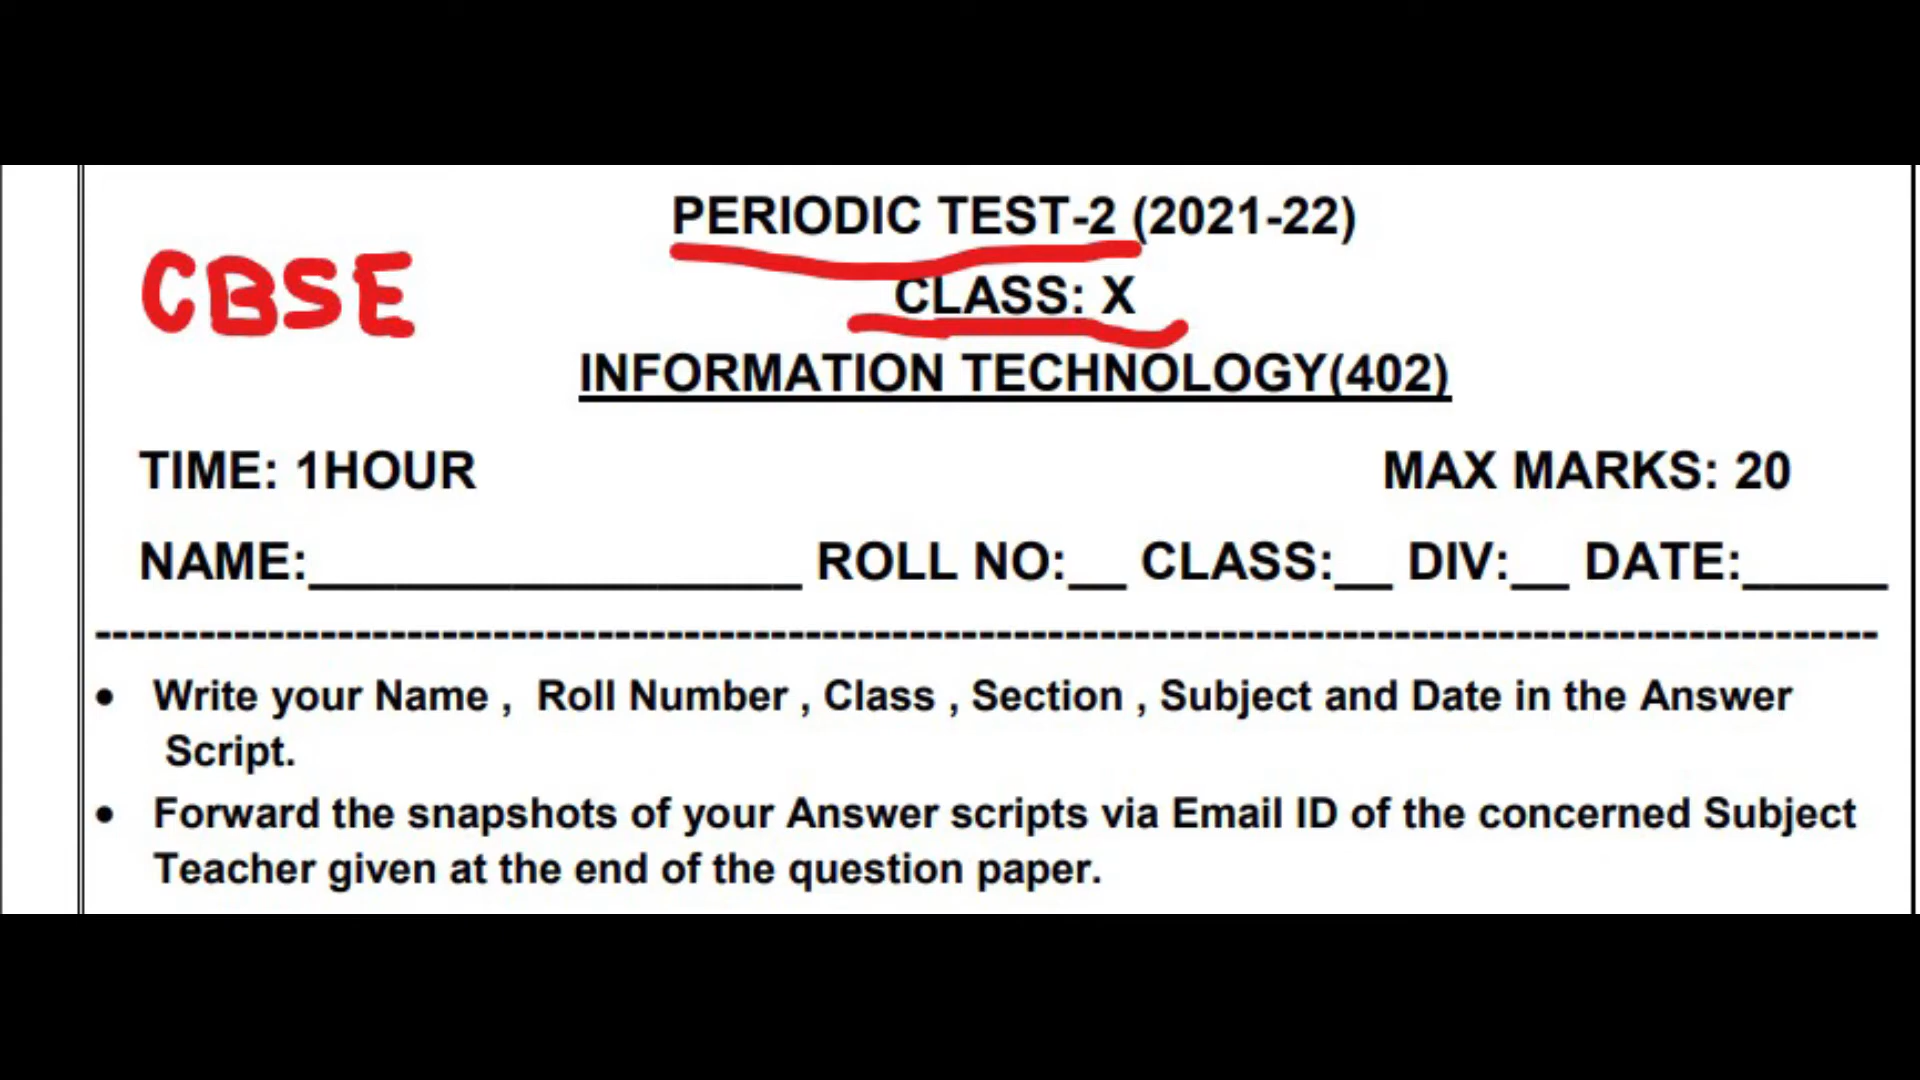 PERIODIC TEST-2 (2021-22)
CBSE
CLASS: X
INFORMATION TECHNOLOGY(402)
TIME: 1HOUR MAX MARKS: 20
NAME:_________________ ROLL NO:__ CLASS:__ DIV:__ DATE:_____
-------------------------------------------------------------------------------------------------------
• Write your Name , Roll Number , Class , Section , Subject and Date in the Answer
Script.
• Forward the snapshots of your Answer scripts via Email ID of the concerned Subject
Teacher given at the end of the question paper.